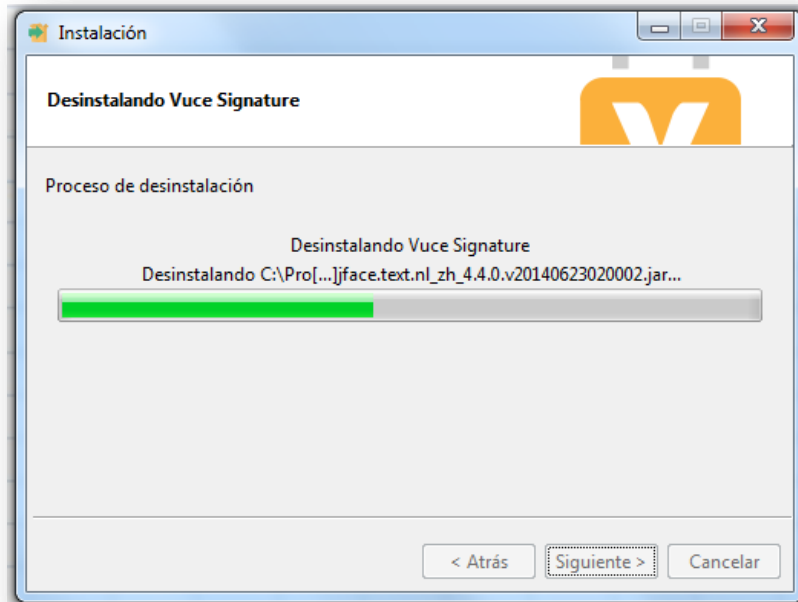 Instalación
Desinstalando Vuce Signature
Proceso de desinstalación
Desinstalando Vuce Signature
Desinstalando C:\Pro[...]jface.text.nl_zh_4.4.0.v20140623020002.jar...
< Atrás
Siguiente >
Cancelar